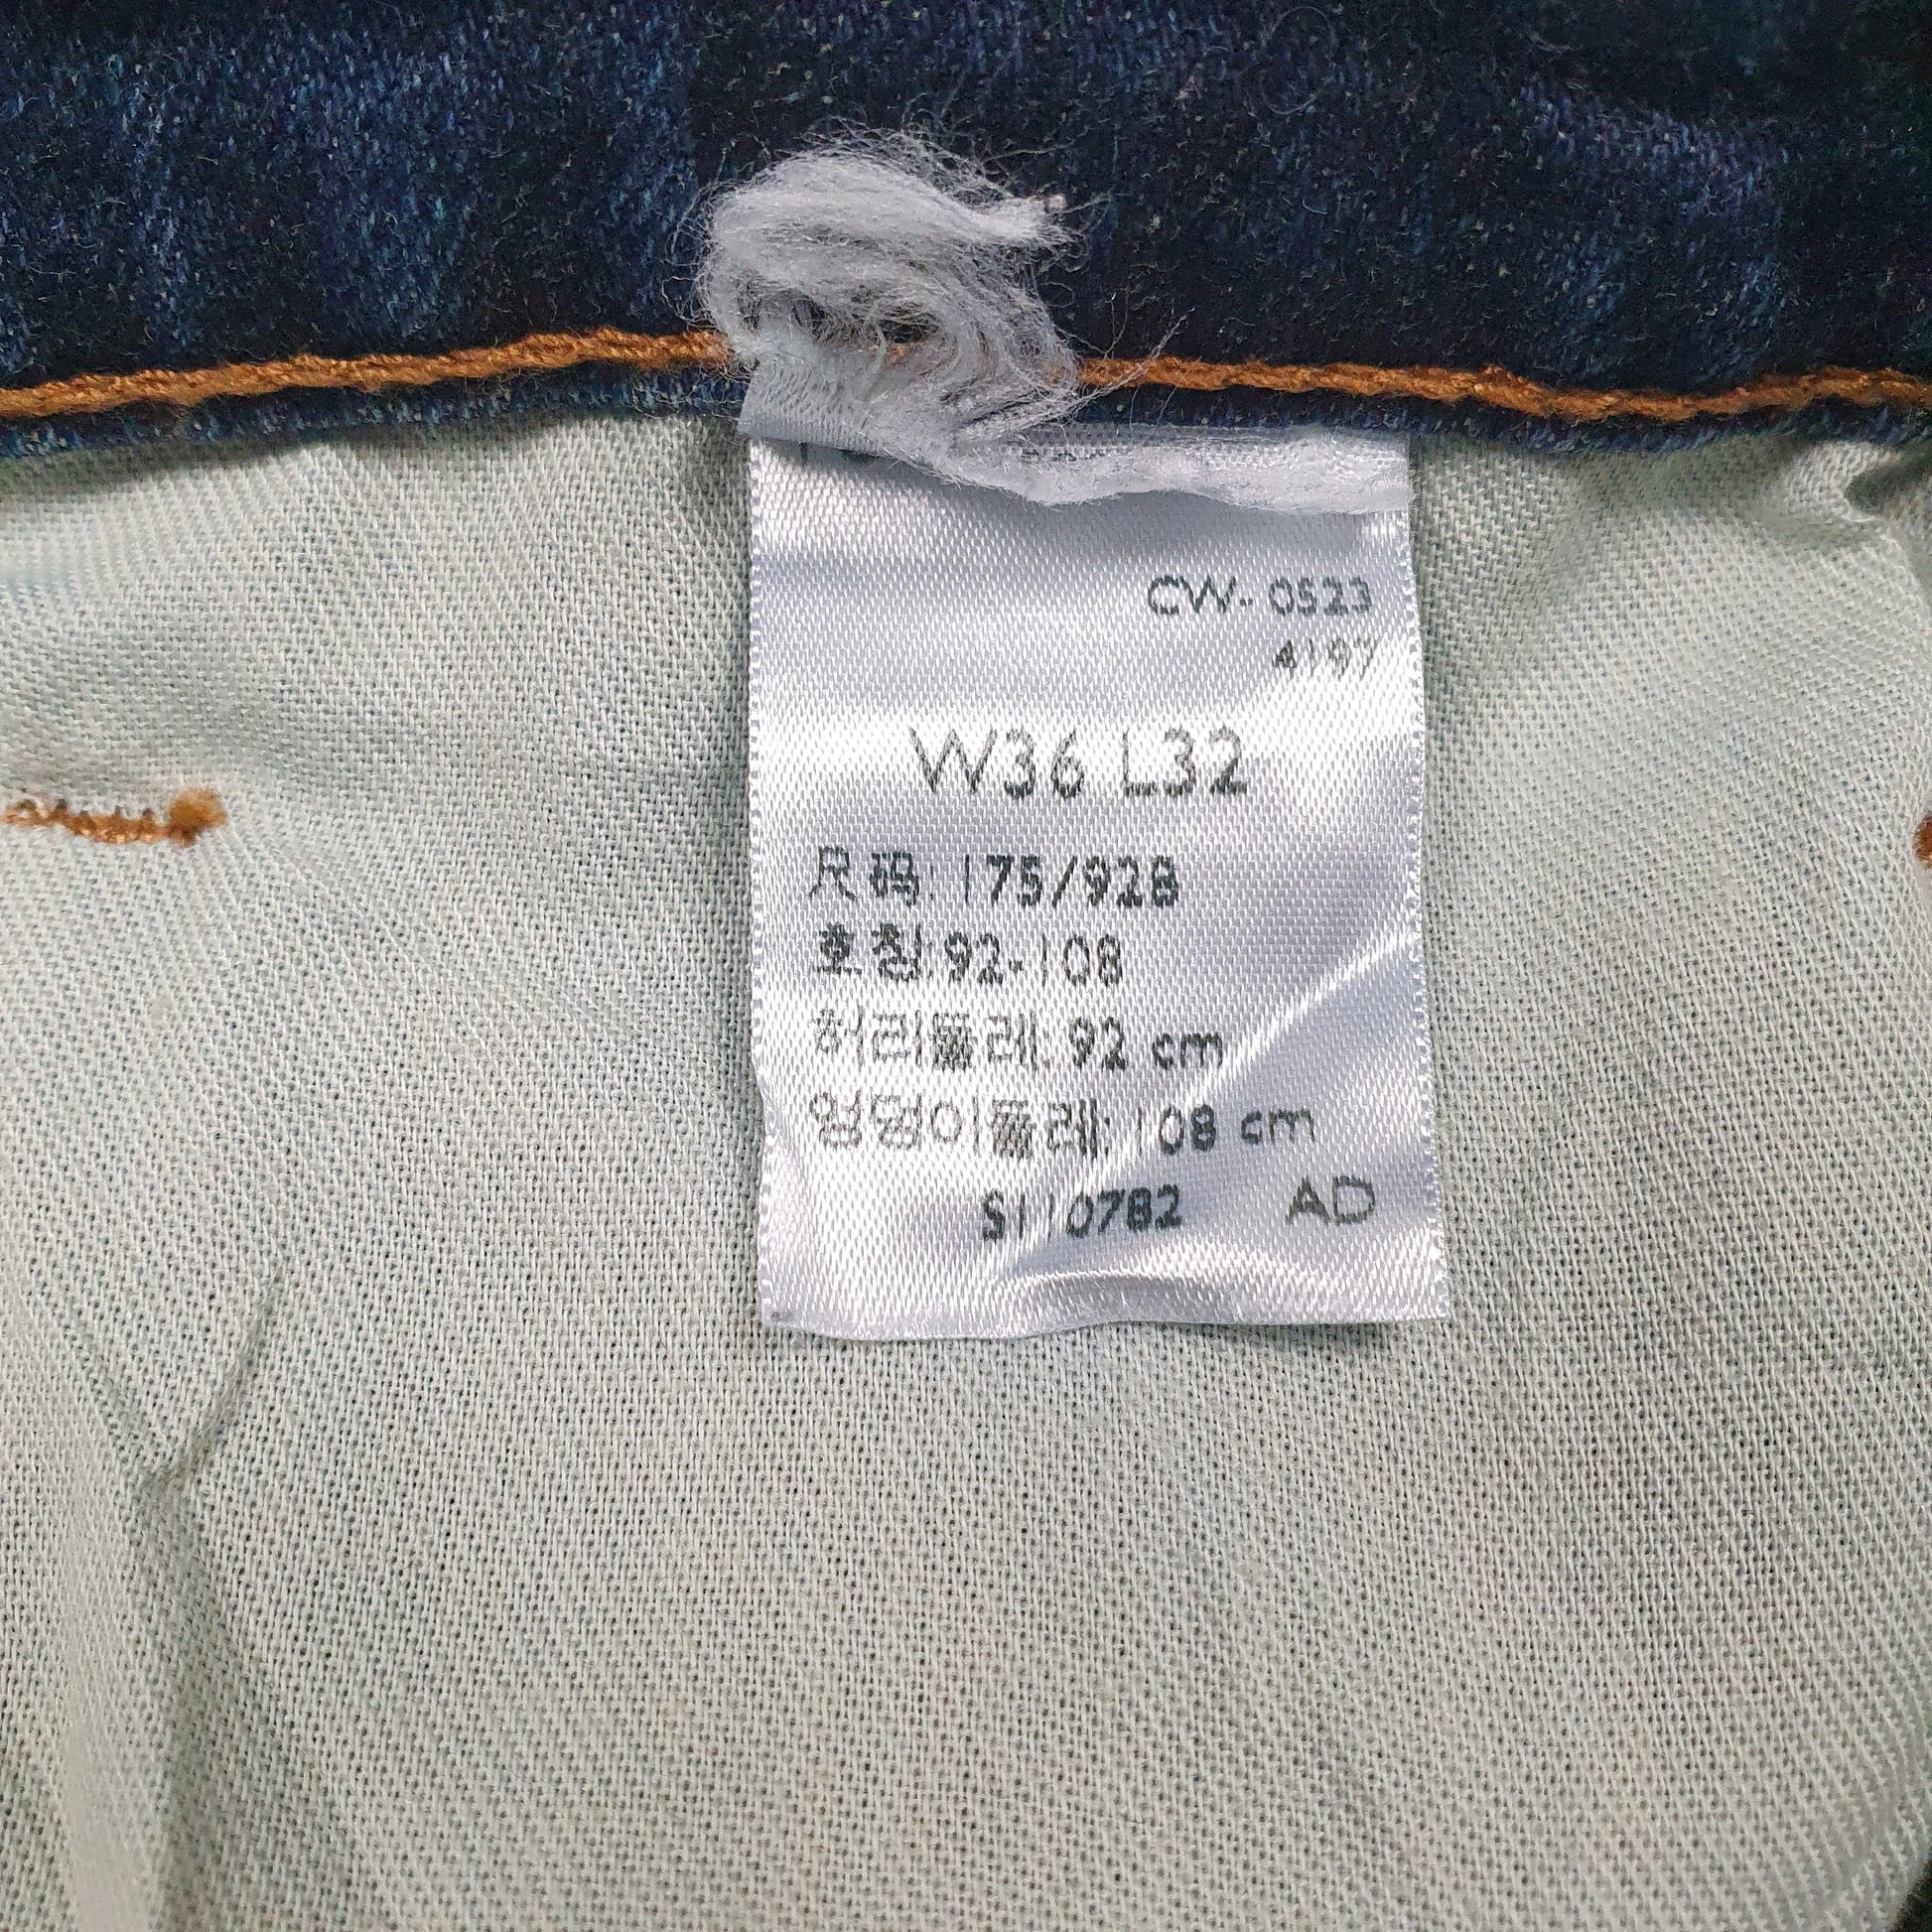 CW- 0523
4197
W36 L32
尺码: 175/92B
호칭: 92-108
허리둘레: 92 cm
엉덩이둘레: 108 cm
S110782 AD